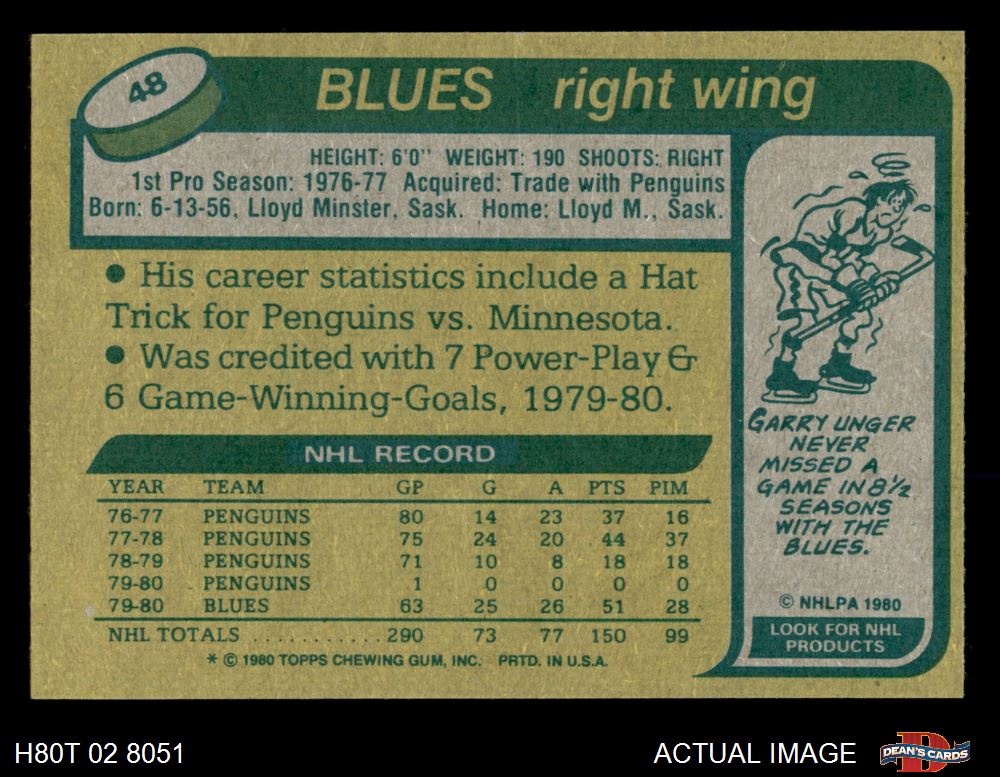 48
BLUES right wing
HEIGHT: 6'0" WEIGHT: 190 SHOOTS: RIGHT
1st Pro Season: 1976-77 Acquired: Trade with Penguins
Born: 6-13-56, Lloyd Minster, Sask. Home: Lloyd M., Sask.
● His career statistics include a Hat
Trick for Penguins vs. Minnesota.
● Was credited with 7 Power-Play &
6 Game-Winning-Goals, 1979-80.
NHL RECORD
YEAR TEAM GP G A PTS PIM
76-77 PENGUINS 80 14 23 37 16
77-78 PENGUINS 75 24 20 44 37
78-79 PENGUINS 71 10 8 18 18
79-80 PENGUINS 1 0 0 0 0
79-80 BLUES 63 25 26 51 28
NHL TOTALS ........... 290 73 77 150 99
* © 1980 TOPPS CHEWING GUM, INC. PRTD. IN U.S.A.
GARRY UNGER
NEVER
MISSED A
GAME IN 8½
SEASONS
WITH THE
BLUES.
© NHLPA 1980
LOOK FOR NHL
PRODUCTS
H80T 02 8051
ACTUAL IMAGE
D
DEAN'S CARDS